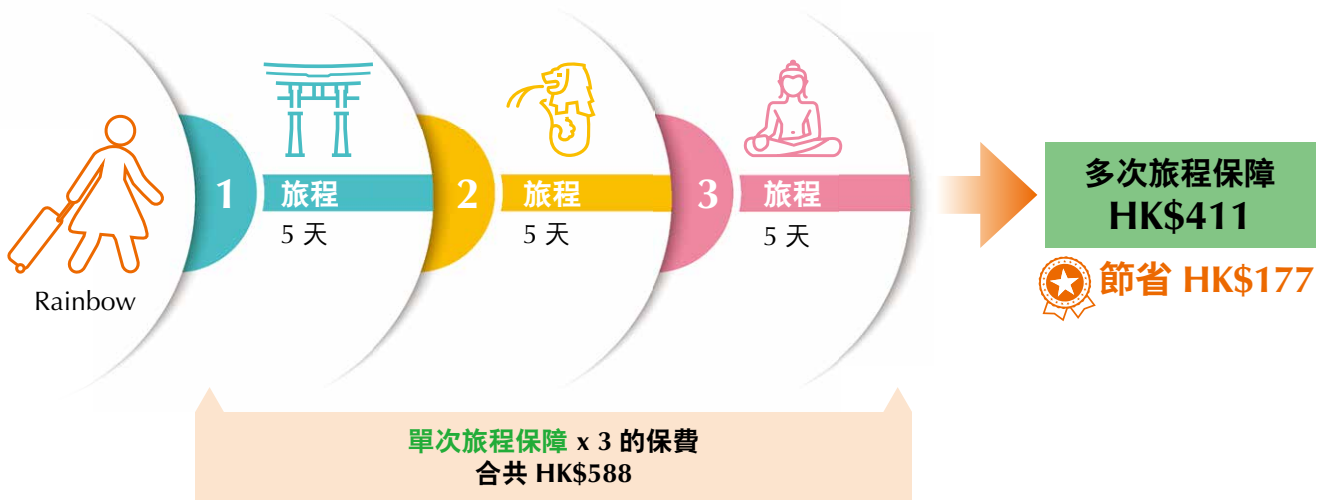 Rainbow
1
旅程
5 天
2
旅程
5 天
3
旅程
5 天
多次旅程保障
HK$411
節省 HK$177
單次旅程保障 x 3 的保費
合共 HK$588